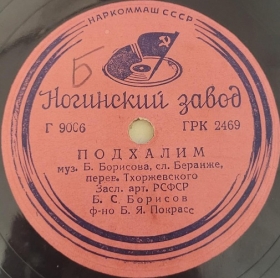 НАРКОММАШ СССР
Б
Ногинский завод
Г 9006 ГРК 2469
ПОДХАЛИМ
муз. Б. Борисова, сл. Беранже,
перев. Тхоржевского
Засл. арт. РСФСР
Б. С. Борисов
ф-но Б. Я. Покрасс